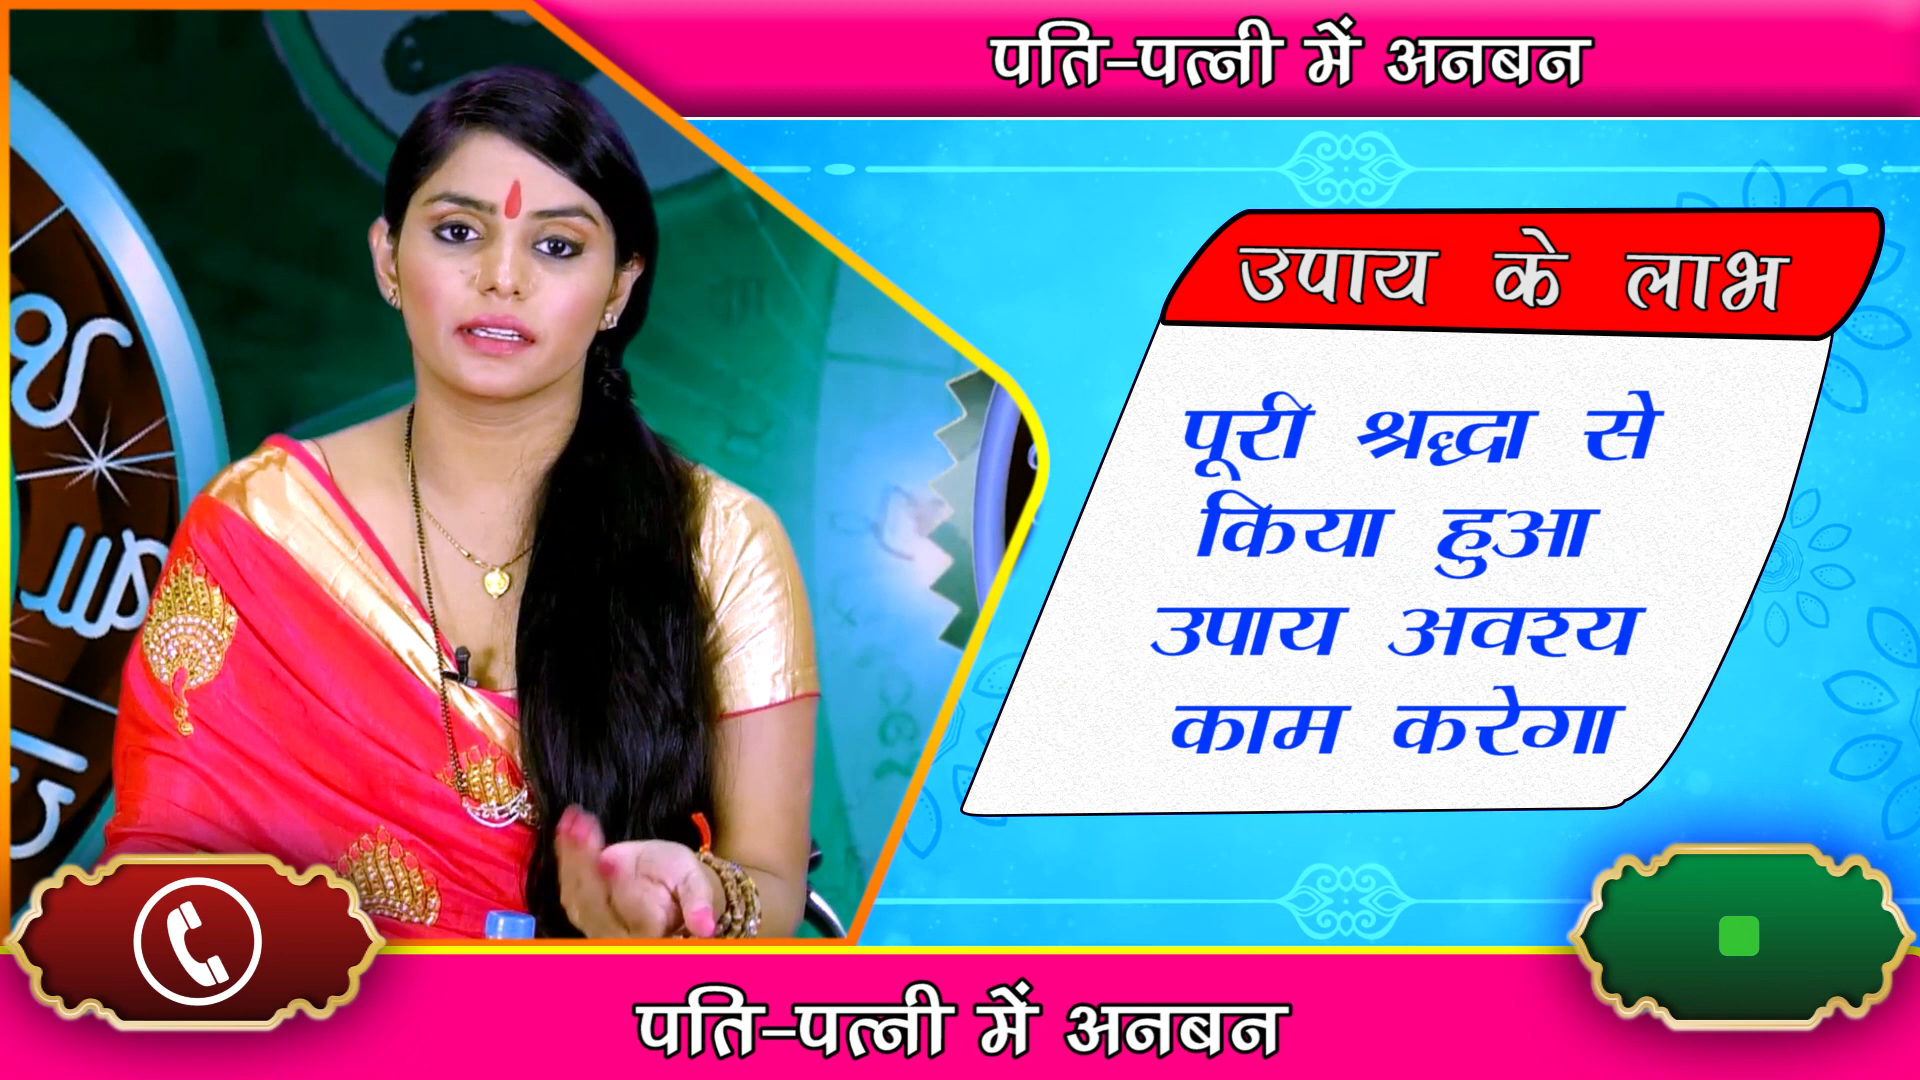 पति-पत्नी में अनबन
उपाय के लाभ
पूरी श्रद्धा से
किया हुआ
उपाय अवश्य
काम करेगा
पति-पत्नी में अनबन